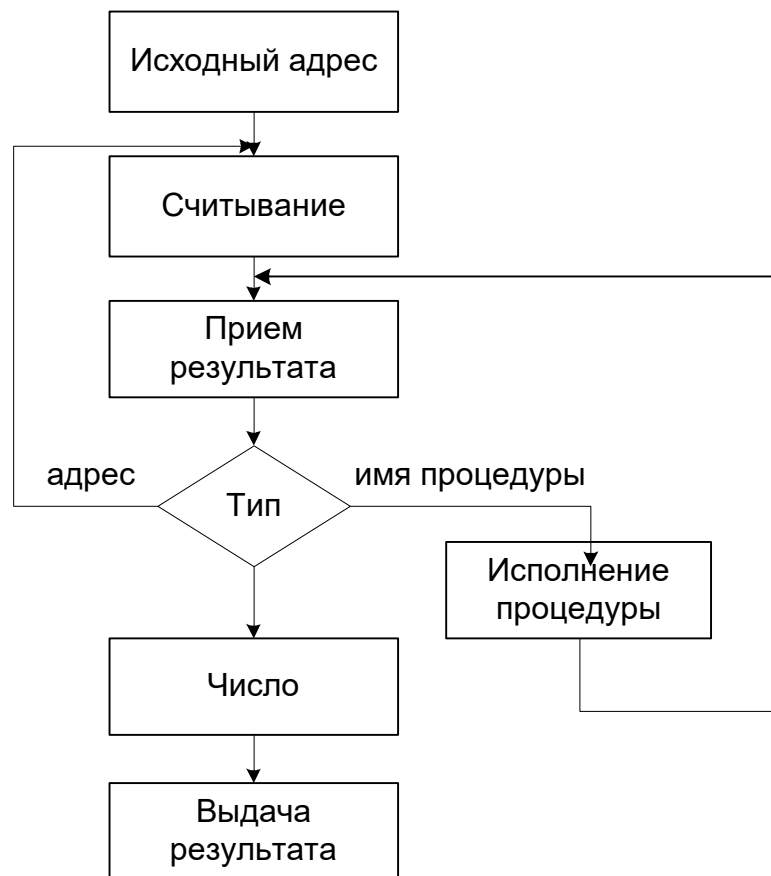 Исходный адрес
Считывание
Прием
результата
адрес
Тип
имя процедуры
Исполнение
процедуры
Число
Выдача
результата